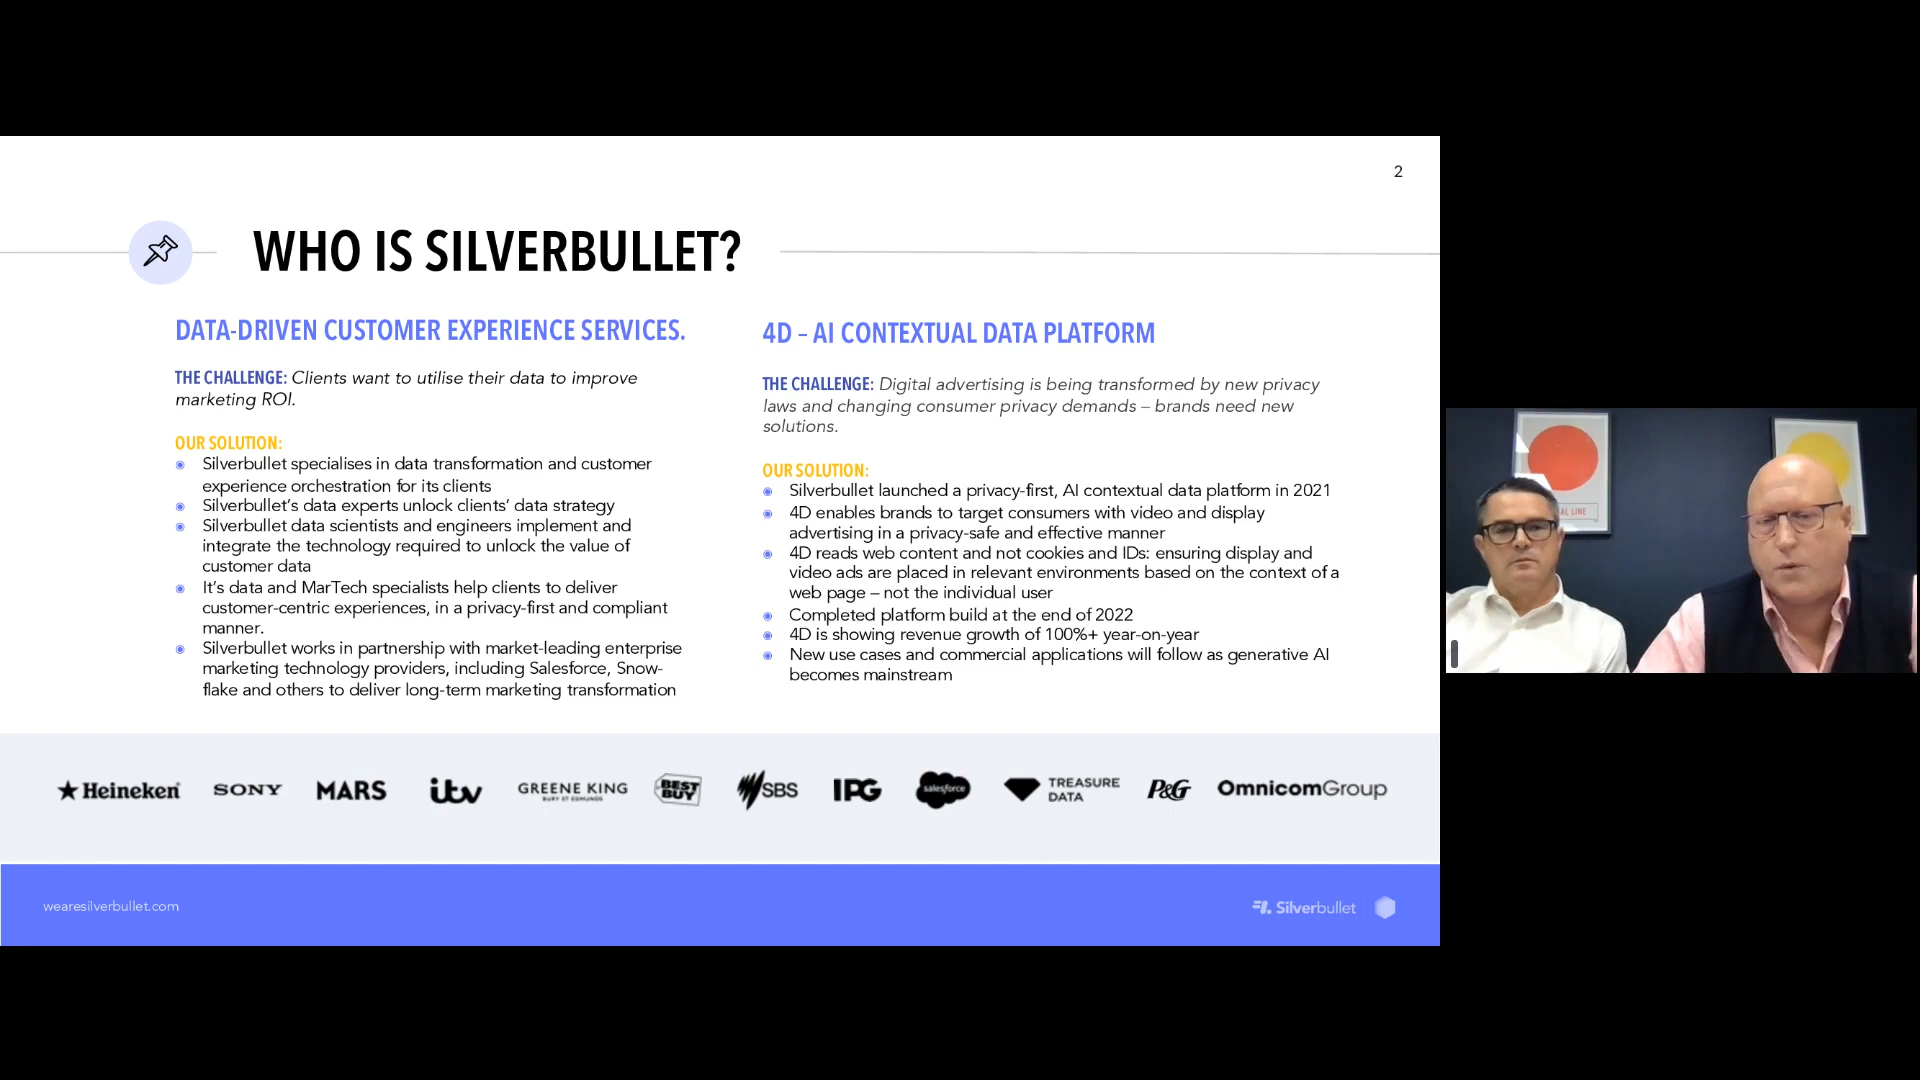 2
WHO IS SILVERBULLET?
DATA-DRIVEN CUSTOMER EXPERIENCE SERVICES.
THE CHALLENGE: Clients want to utilise their data to improve
marketing ROI.
OUR SOLUTION:
Silverbullet specialises in data transformation and customer
experience orchestration for its clients
Silverbullet's data experts unlock clients' data strategy
Silverbullet data scientists and engineers implement and
integrate the technology required to unlock the value of
customer data
It's data and MarTech specialists help clients to deliver
customer-centric experiences, in a privacy-first and compliant
manner.
Silverbullet works in partnership with market-leading enterprise
marketing technology providers, including Salesforce, Snow-
flake and others to deliver long-term marketing transformation
4D – AI CONTEXTUAL DATA PLATFORM
THE CHALLENGE: Digital advertising is being transformed by new privacy
laws and changing consumer privacy demands – brands need new
solutions.
OUR SOLUTION:
Silverbullet launched a privacy-first, AI contextual data platform in 2021
4D enables brands to target consumers with video and display
advertising in a privacy-safe and effective manner
4D reads web content and not cookies and IDs: ensuring display and
video ads are placed in relevant environments based on the context of a
web page – not the individual user
Completed platform build at the end of 2022
4D is showing revenue growth of 100%+ year-on-year
New use cases and commercial applications will follow as generative AI
becomes mainstream
Heineken SONY MARS itv GREENE KING BEST BUY SBS IPG salesforce TREASURE DATA P&G OmnicomGroup
BURY ST EDMUNDS
wearesilverbullet.com
Silverbullet
LINE